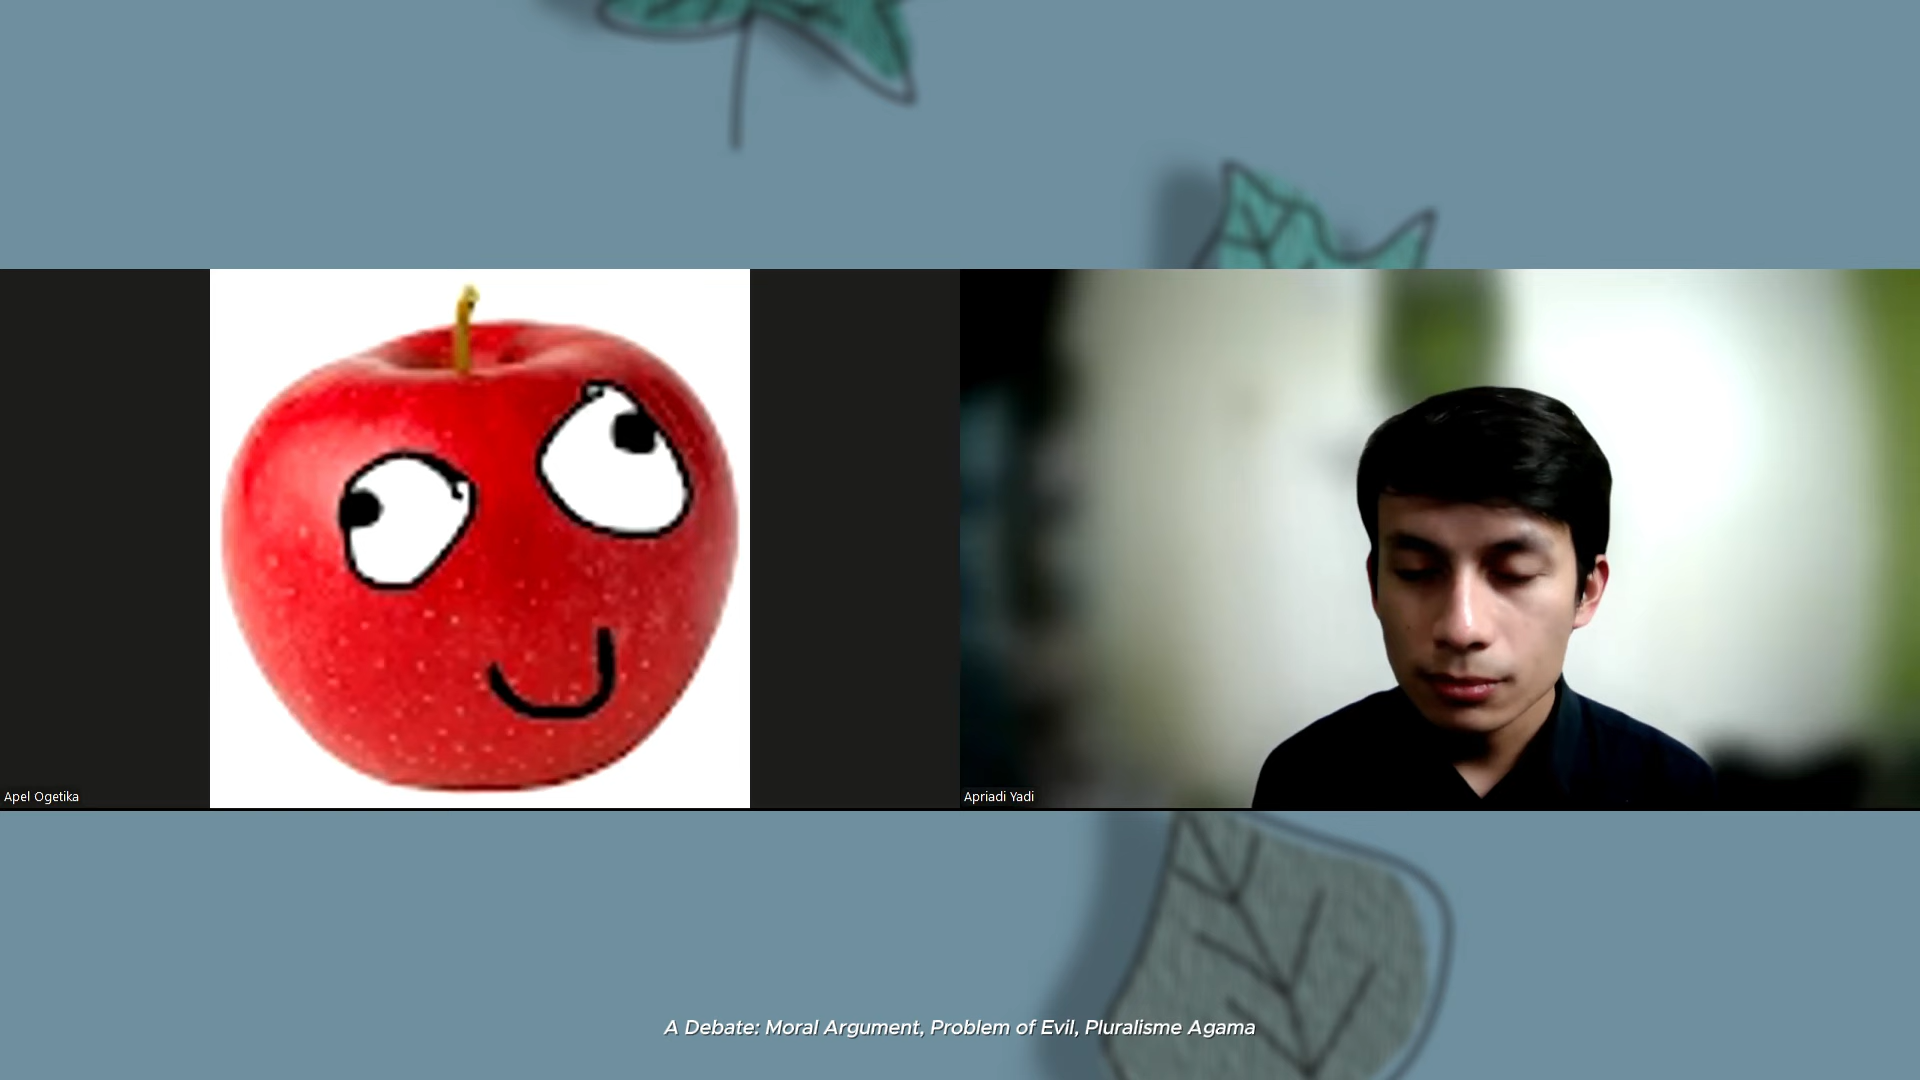 Apel Ogetika
Apriadi Yadi
A Debate: Moral Argument, Problem of Evil, Pluralisme Agama